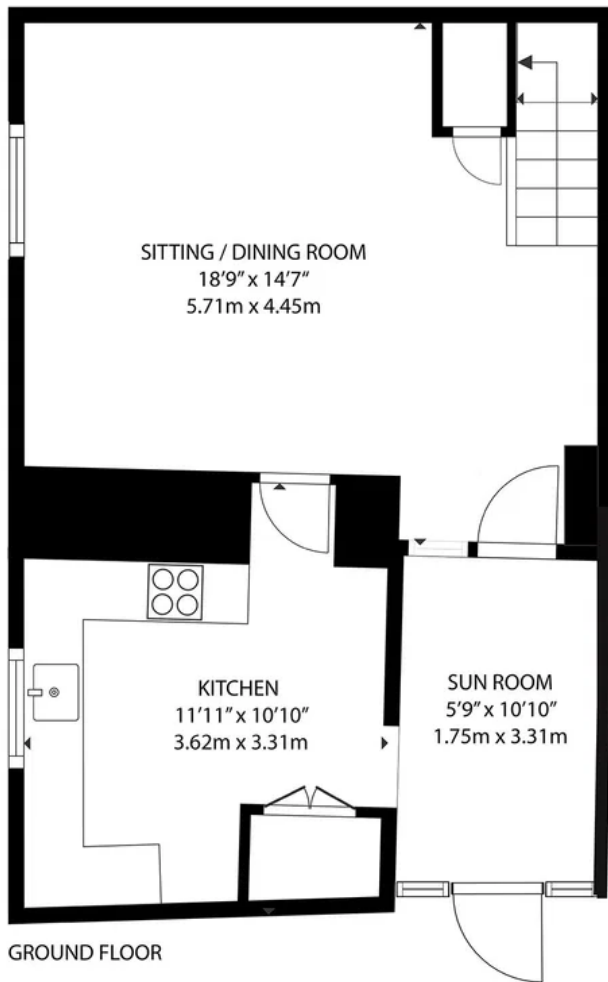 SITTING / DINING ROOM
18’9” x 14’7“
5.71m x 4.45m
KITCHEN
11’11” x 10’10”
3.62m x 3.31m
SUN ROOM
5’9” x 10’10”
1.75m x 3.31m
GROUND FLOOR